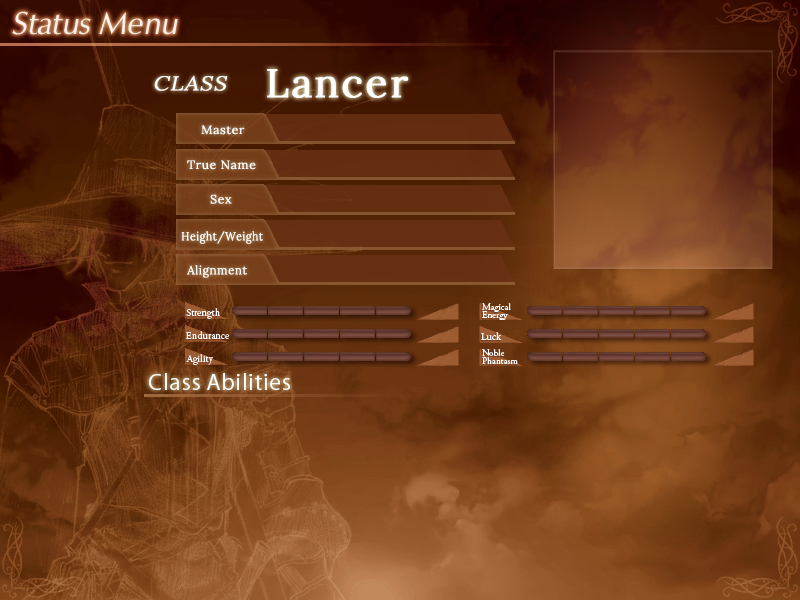 Status Menu
CLASS Lancer
Master
True Name
Sex
Height/Weight
Alignment
Strength
Endurance
Agility
Magical
Energy
Luck
Noble
Phantasm
Class Abilities